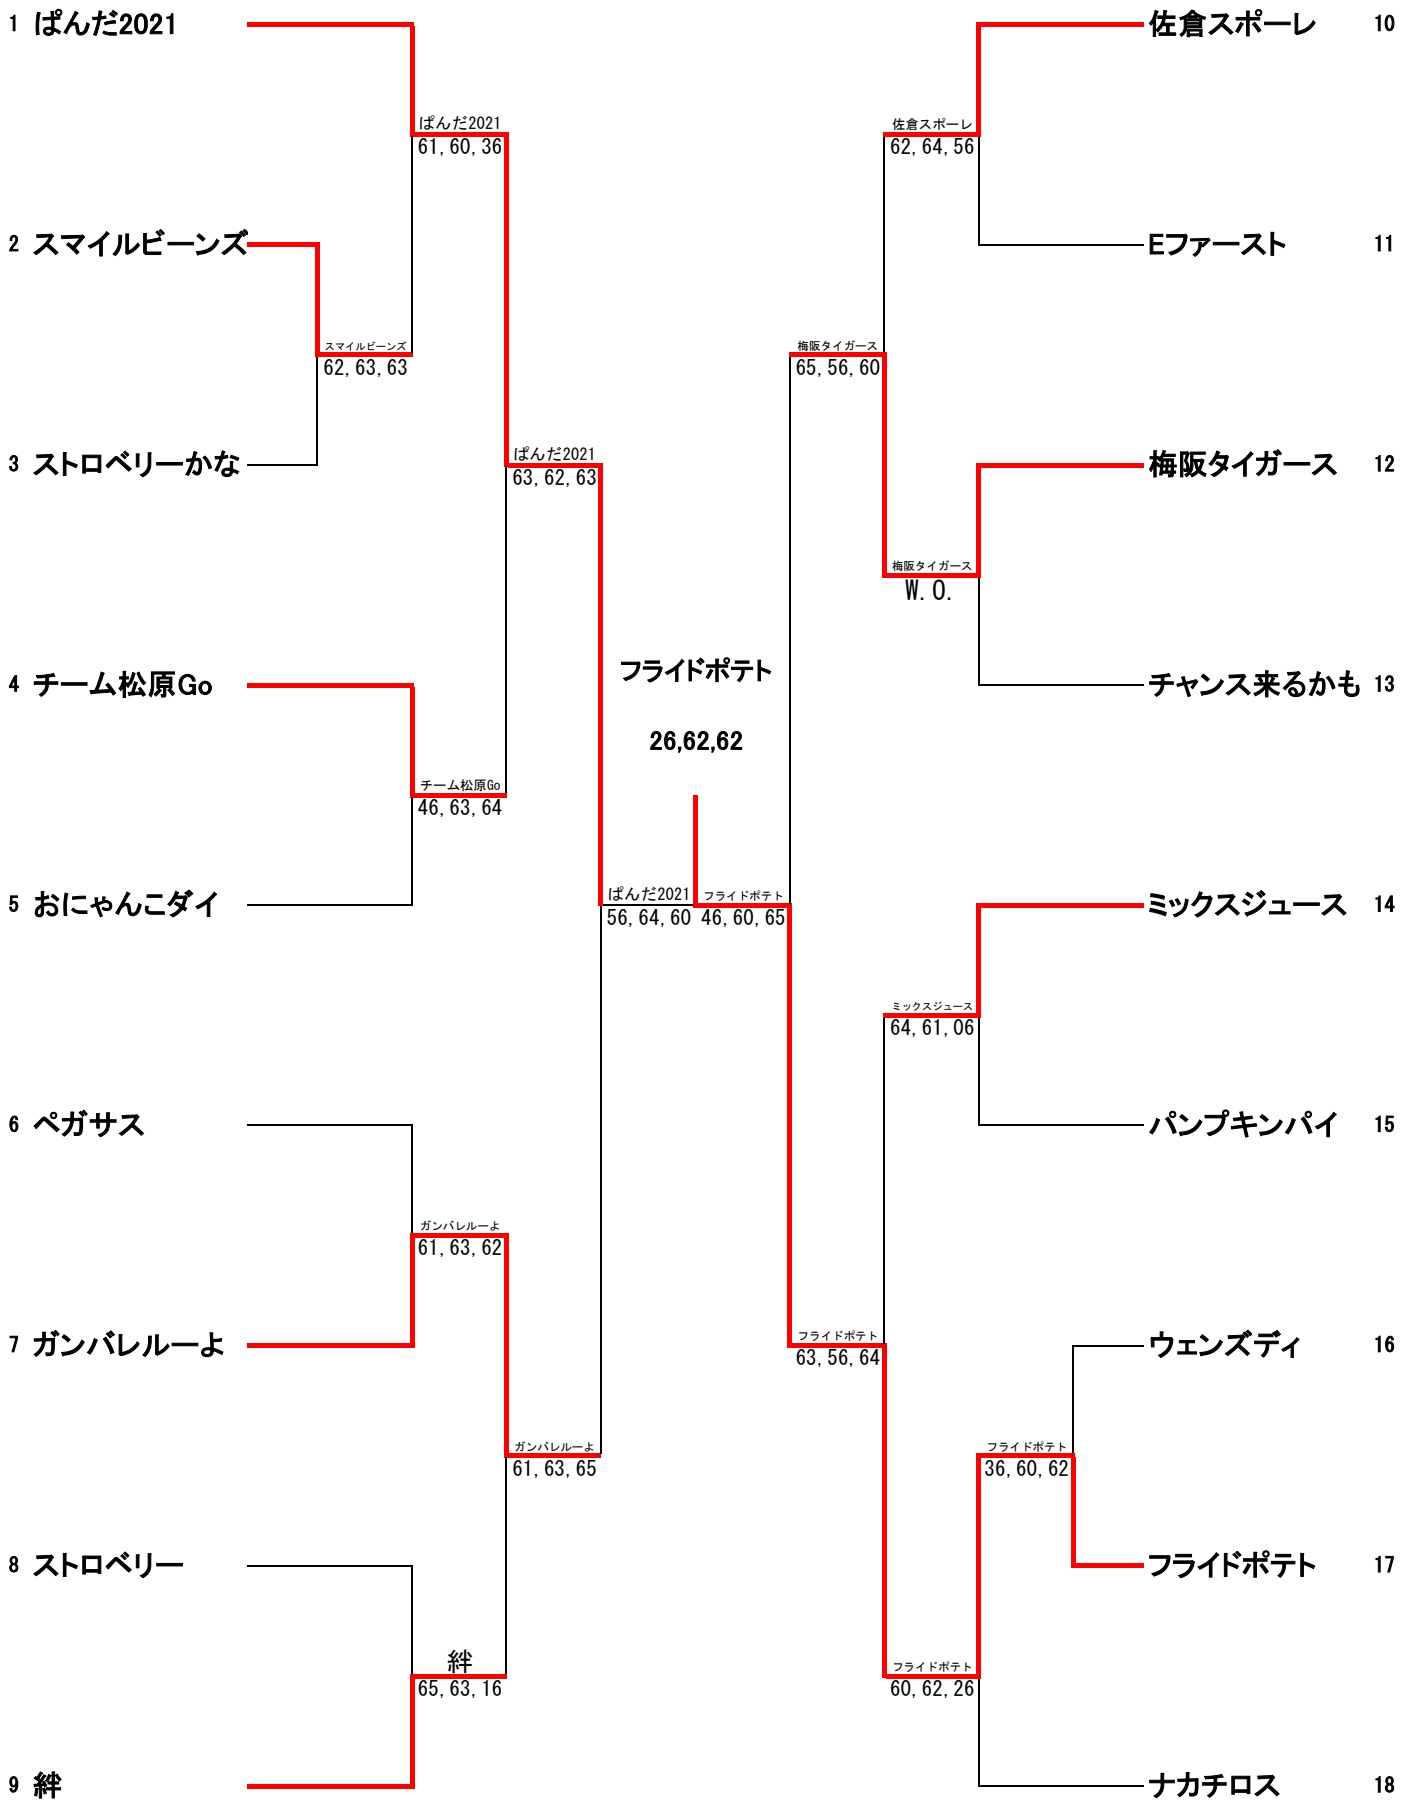 1 ぱんだ2021
佐倉スポーレ 10
ぱんだ2021
61, 60, 36
佐倉スポーレ
62, 64, 56
2 スマイルビーンズ
Eファースト 11
スマイルビーンズ
62, 63, 63
梅阪タイガース
65, 56, 60
3 ストロベリーかな
ぱんだ2021
63, 62, 63
梅阪タイガース 12
梅阪タイガース
W.O.
4 チーム松原Go
フライドポテト
26,62,62
チャンス来るかも 13
チーム松原Go
46, 63, 64
5 おにゃんこダイ
ぱんだ2021
56, 64, 60
フライドポテト
46, 60, 65
ミックスジュース 14
ミックスジュース
64, 61, 06
6 ペガサス
パンプキンパイ 15
ガンバレルーよ
61, 63, 62
7 ガンバレルーよ
フライドポテト
63, 56, 64
ウェンズディ 16
ガンバレルーよ
61, 63, 65
フライドポテト
36, 60, 62
8 ストロベリー
フライドポテト 17
絆
65, 63, 16
フライドポテト
60, 62, 26
9 絆
ナカチロス 18